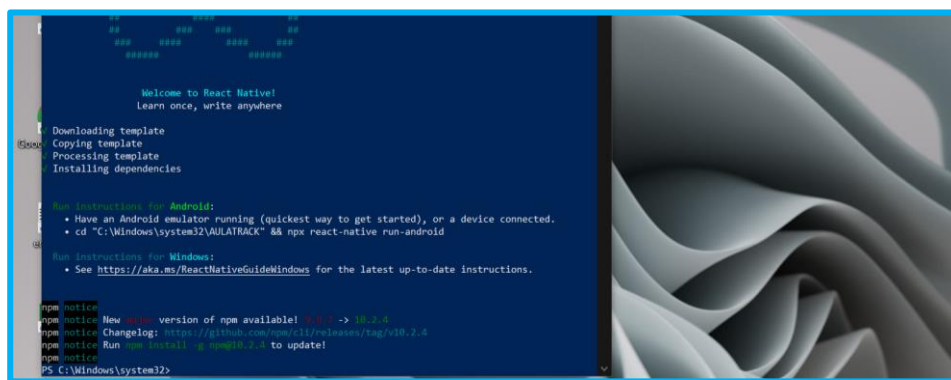 Welcome to React Native!
Learn once, write anywhere
√ Downloading template
√ Copying template
√ Processing template
√ Installing dependencies
Run instructions for Android:
• Have an Android emulator running (quickest way to get started), or a device connected.
• cd "C:\Windows\system32\AULATRACK" && npx react-native run-android
Run instructions for Windows:
• See https://aka.ms/ReactNativeGuideWindows for the latest up-to-date instructions.
npm notice
npm notice New major version of npm available! -> 10.2.4
npm notice Changelog: https://github.com/npm/cli/releases/tag/v10.2.4
npm notice Run npm install -g npm@10.2.4 to update!
npm notice
PS C:\Windows\system32>